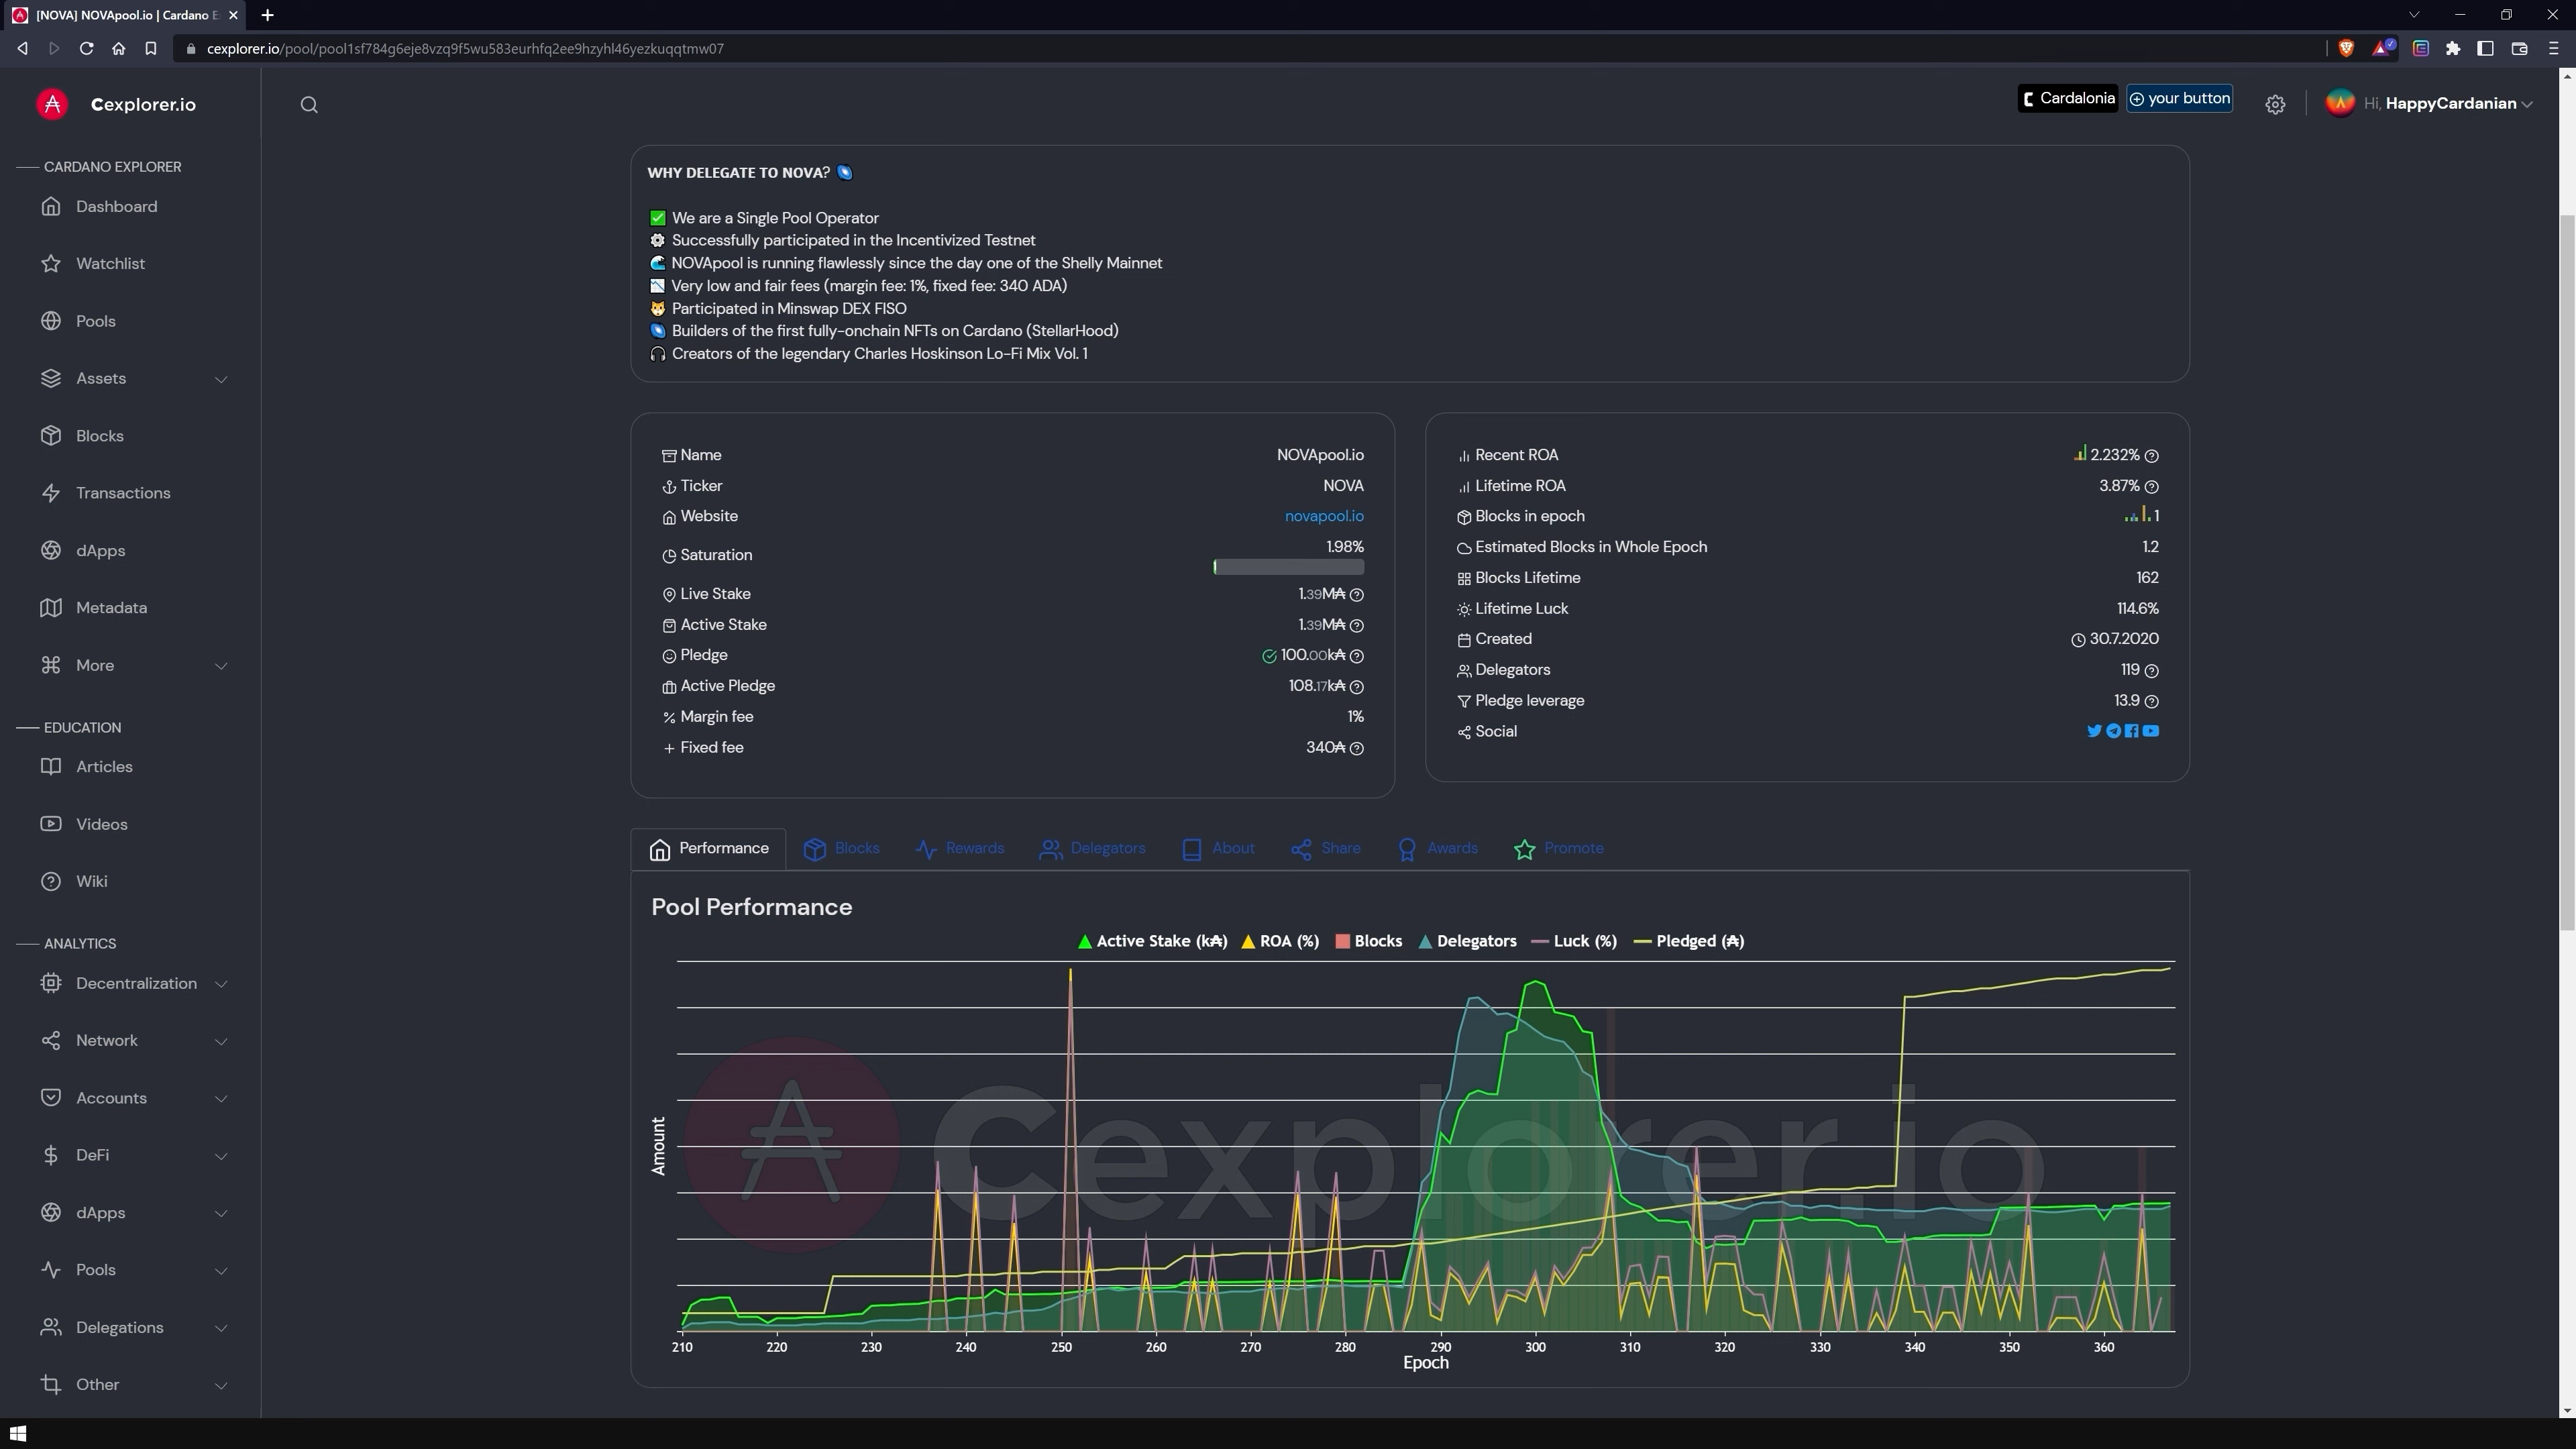 [NOVA] NOVApool.io | Cardano E
cexplorer.io/pool/pool1sf784g6eje8vzq9f5wu583eurhfq2ee9hzyhl46yezkuqqtmw07
Cexplorer.io
Cardalonia
your button
Hi, HappyCardanian
CARDANO EXPLORER
Dashboard
Watchlist
Pools
Assets
Blocks
Transactions
dApps
Metadata
More
EDUCATION
Articles
Videos
Wiki
ANALYTICS
Decentralization
Network
Accounts
DeFi
dApps
Pools
Delegations
Other
WHY DELEGATE TO NOVA?
We are a Single Pool Operator
Successfully participated in the Incentivized Testnet
NOVApool is running flawlessly since the day one of the Shelly Mainnet
Very low and fair fees (margin fee: 1%, fixed fee: 340 ADA)
Participated in Minswap DEX FISO
Builders of the first fully-onchain NFTs on Cardano (StellarHood)
Creators of the legendary Charles Hoskinson Lo-Fi Mix Vol. 1
Name NOVApool.io
Ticker NOVA
Website novapool.io
Saturation 1.98%
Live Stake 1.39M₳
Active Stake 1.39M₳
Pledge 100.00k₳
Active Pledge 108.17k₳
Margin fee 1%
Fixed fee 340₳
Recent ROA 2.232%
Lifetime ROA 3.87%
Blocks in epoch 1
Estimated Blocks in Whole Epoch 1.2
Blocks Lifetime 162
Lifetime Luck 114.6%
Created 30.7.2020
Delegators 119
Pledge leverage 13.9
Social
Performance Blocks Rewards Delegators About Share Awards Promote
Pool Performance
Active Stake (k₳) ROA (%) Blocks Delegators Luck (%) Pledged (₳)
Cexplorer.io
Amount
210 220 230 240 250 260 270 280 290 300 310 320 330 340 350 360
Epoch